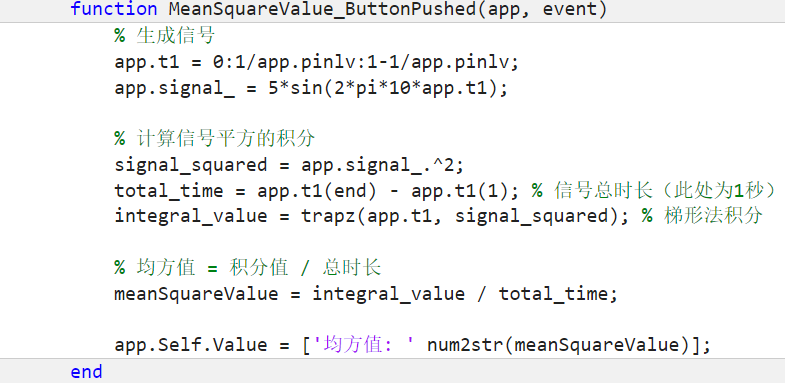 function MeanSquareValue_ButtonPushed(app, event)
% 生成信号
app.t1 = 0:1/app.pinlv:1-1/app.pinlv;
app.signal_ = 5*sin(2*pi*10*app.t1);
% 计算信号平方的积分
signal_squared = app.signal_.^2;
total_time = app.t1(end) - app.t1(1); % 信号总时长（此处为1秒）
integral_value = trapz(app.t1, signal_squared); % 梯形法积分
% 均方值 = 积分值 / 总时长
meanSquareValue = integral_value / total_time;
app.Self.Value = ['均方值: ' num2str(meanSquareValue)];
end